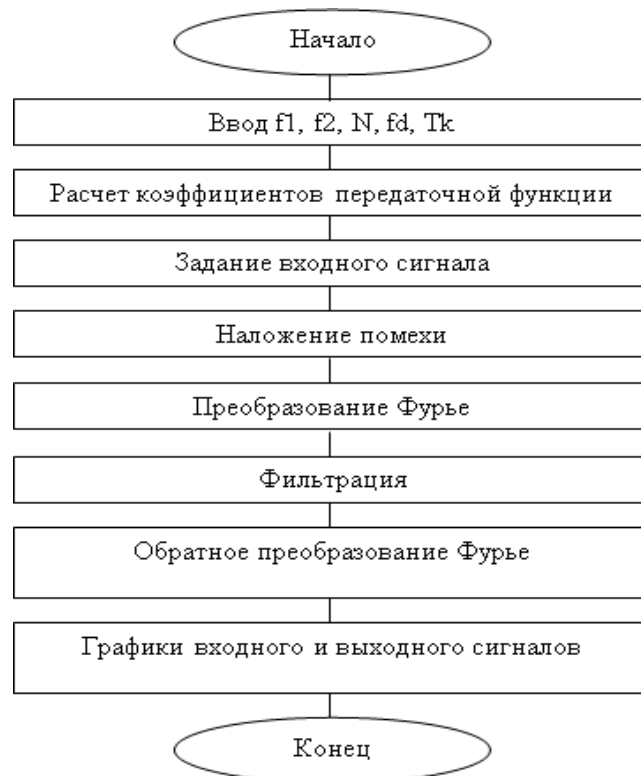 Начало
Ввод f1, f2, N, fd, Tk
Расчет коэффициентов передаточной функции
Задание входного сигнала
Наложение помехи
Преобразование Фурье
Фильтрация
Обратное преобразование Фурье
Графики входного и выходного сигналов
Конец